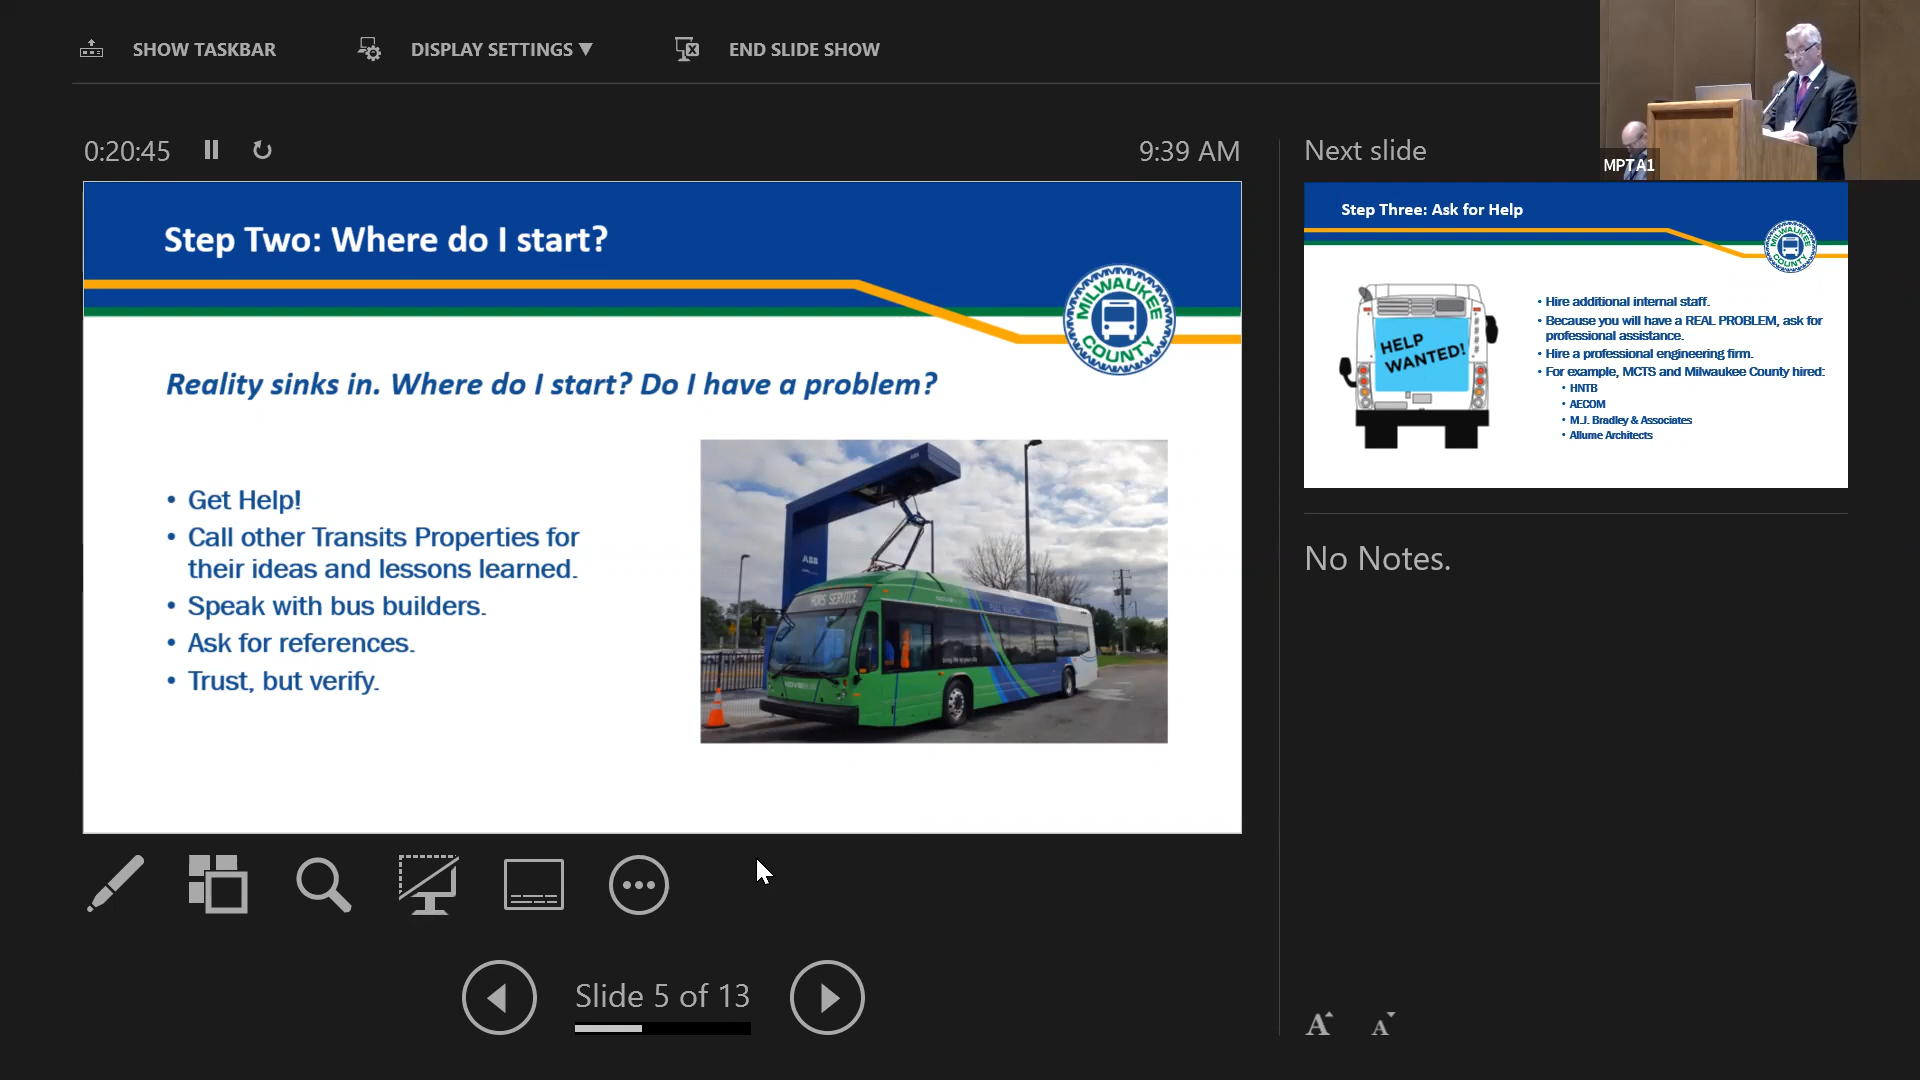 SHOW TASKBAR
DISPLAY SETTINGS ▼
END SLIDE SHOW
MPTA1
0:20:45
9:39 AM
Next slide
Step Two: Where do I start?
MILWAUKEE
COUNTY
Reality sinks in. Where do I start? Do I have a problem?
• Get Help!
• Call other Transits Properties for
their ideas and lessons learned.
• Speak with bus builders.
• Ask for references.
• Trust, but verify.
ABB
ABB
NOVABUS
Step Three: Ask for Help
MILWAUKEE
COUNTY
HELP
WANTED!
• Hire additional internal staff.
• Because you will have a REAL PROBLEM, ask for
professional assistance.
• Hire a professional engineering firm.
• For example, MCTS and Milwaukee County hired:
• HNTB
• AECOM
• M.J. Bradley & Associates
• Allume Architects
No Notes.
Slide 5 of 13
A
A